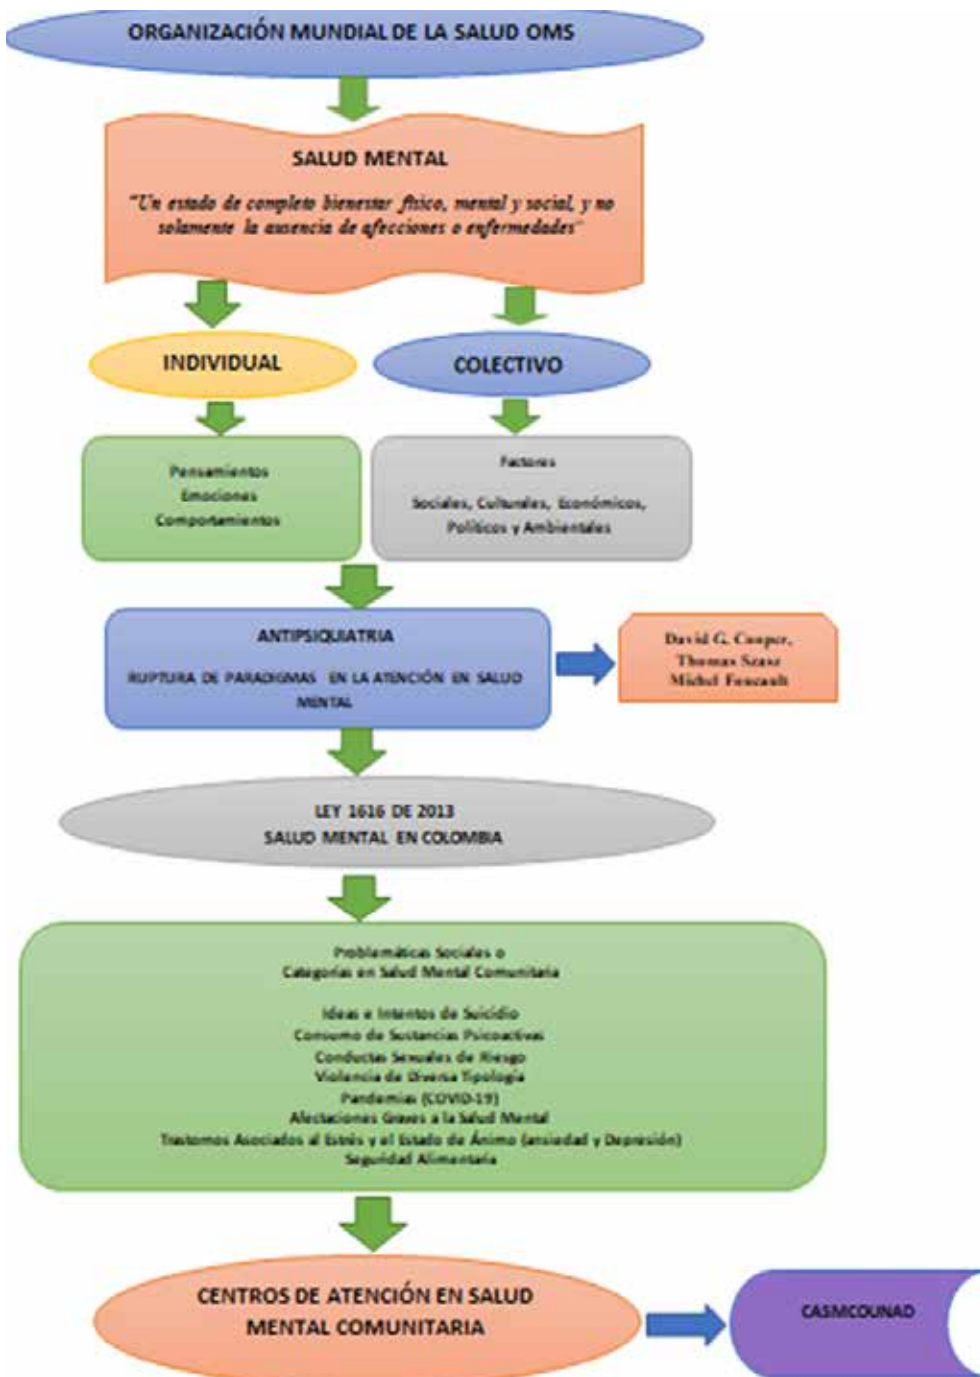 ORGANIZACIÓN MUNDIAL DE LA SALUD OMS
SALUD MENTAL
"Un estado de completo bienestar físico, mental y social, y no
solamente la ausencia de afecciones o enfermedades"
INDIVIDUAL
COLECTIVO
Pensamientos
Emociones
Comportamientos
Factores
Sociales, Culturales, Económicos,
Políticos y Ambientales
ANTIPSIQUIATRIA
RUPTURA DE PARADIGMAS EN LA ATENCIÓN EN SALUD
MENTAL
David G. Cooper,
Thomas Szasz
Michel Foucault
LEY 1616 DE 2013
SALUD MENTAL EN COLOMBIA
Problemáticas Sociales o
Categorías en Salud Mental Comunitaria
Ideas e Intentos de Suicidio
Consumo de Sustancias Psicoactivas
Conductas Sexuales de Riesgo
Violencia de Diversa Tipología
Pandemias (COVID-19)
Afectaciones Graves a la Salud Mental
Trastornos Asociados al Estrés y el Estado de Ánimo (ansiedad y Depresión)
Seguridad Alimentaria
CENTROS DE ATENCIÓN EN SALUD
MENTAL COMUNITARIA
CASMCOUNAD